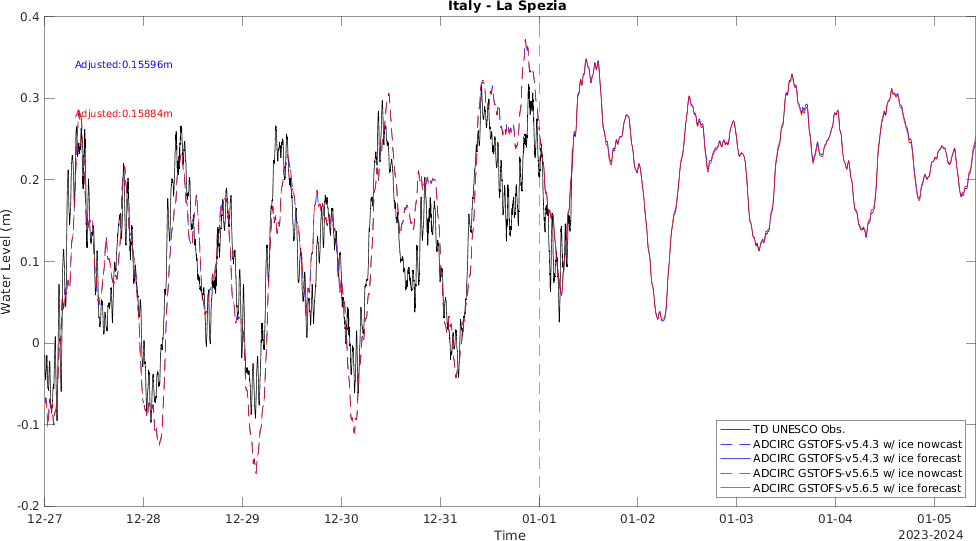 Italy - La Spezia
0.4
0.3
0.2
0.1
0
-0.1
-0.2
Water Level (m)
Adjusted:0.15596m
Adjusted:0.15884m
TD UNESCO Obs.
ADCIRC GSTOFS-v5.4.3 w/ ice nowcast
ADCIRC GSTOFS-v5.4.3 w/ ice forecast
ADCIRC GSTOFS-v5.6.5 w/ ice nowcast
ADCIRC GSTOFS-v5.6.5 w/ ice forecast
12-27 12-28 12-29 12-30 12-31 01-01 01-02 01-03 01-04 01-05
Time
2023-2024